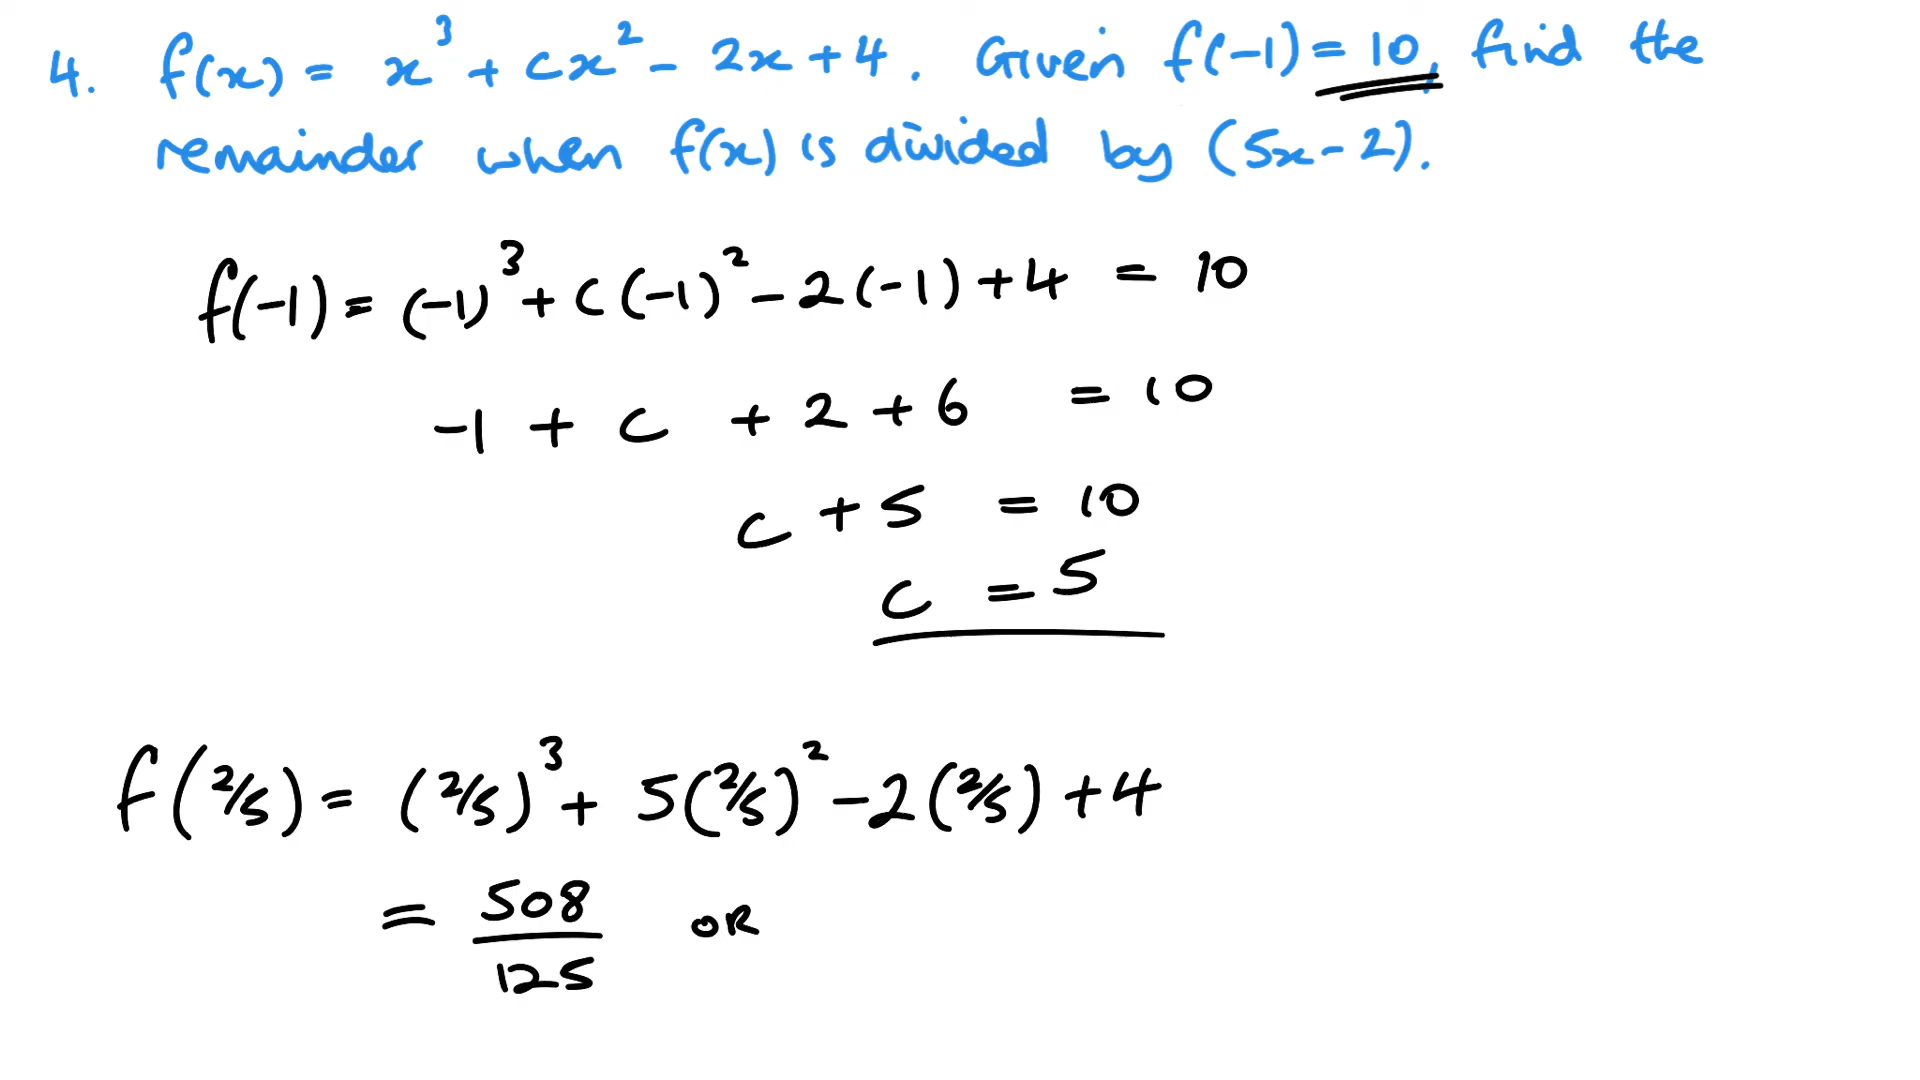 4. f(x) = x³ + cx² - 2x + 4. Given f(-1) = 10, find the
remainder when f(x) is divided by (5x - 2).
f(-1) = (-1)³ + c(-1)² - 2(-1) + 4 = 10
-1 + c + 2 + 6 = 10
c + 5 = 10
c = 5
f(2/5) = (2/5)³ + 5(2/5)² - 2(2/5) + 4
= 508/125 OR